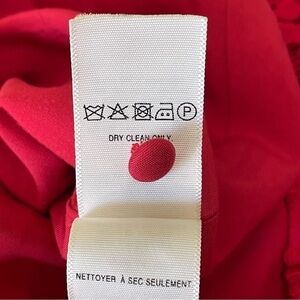 P
DRY CLEAN ONLY
NETTOYER À SEC SEULEMENT